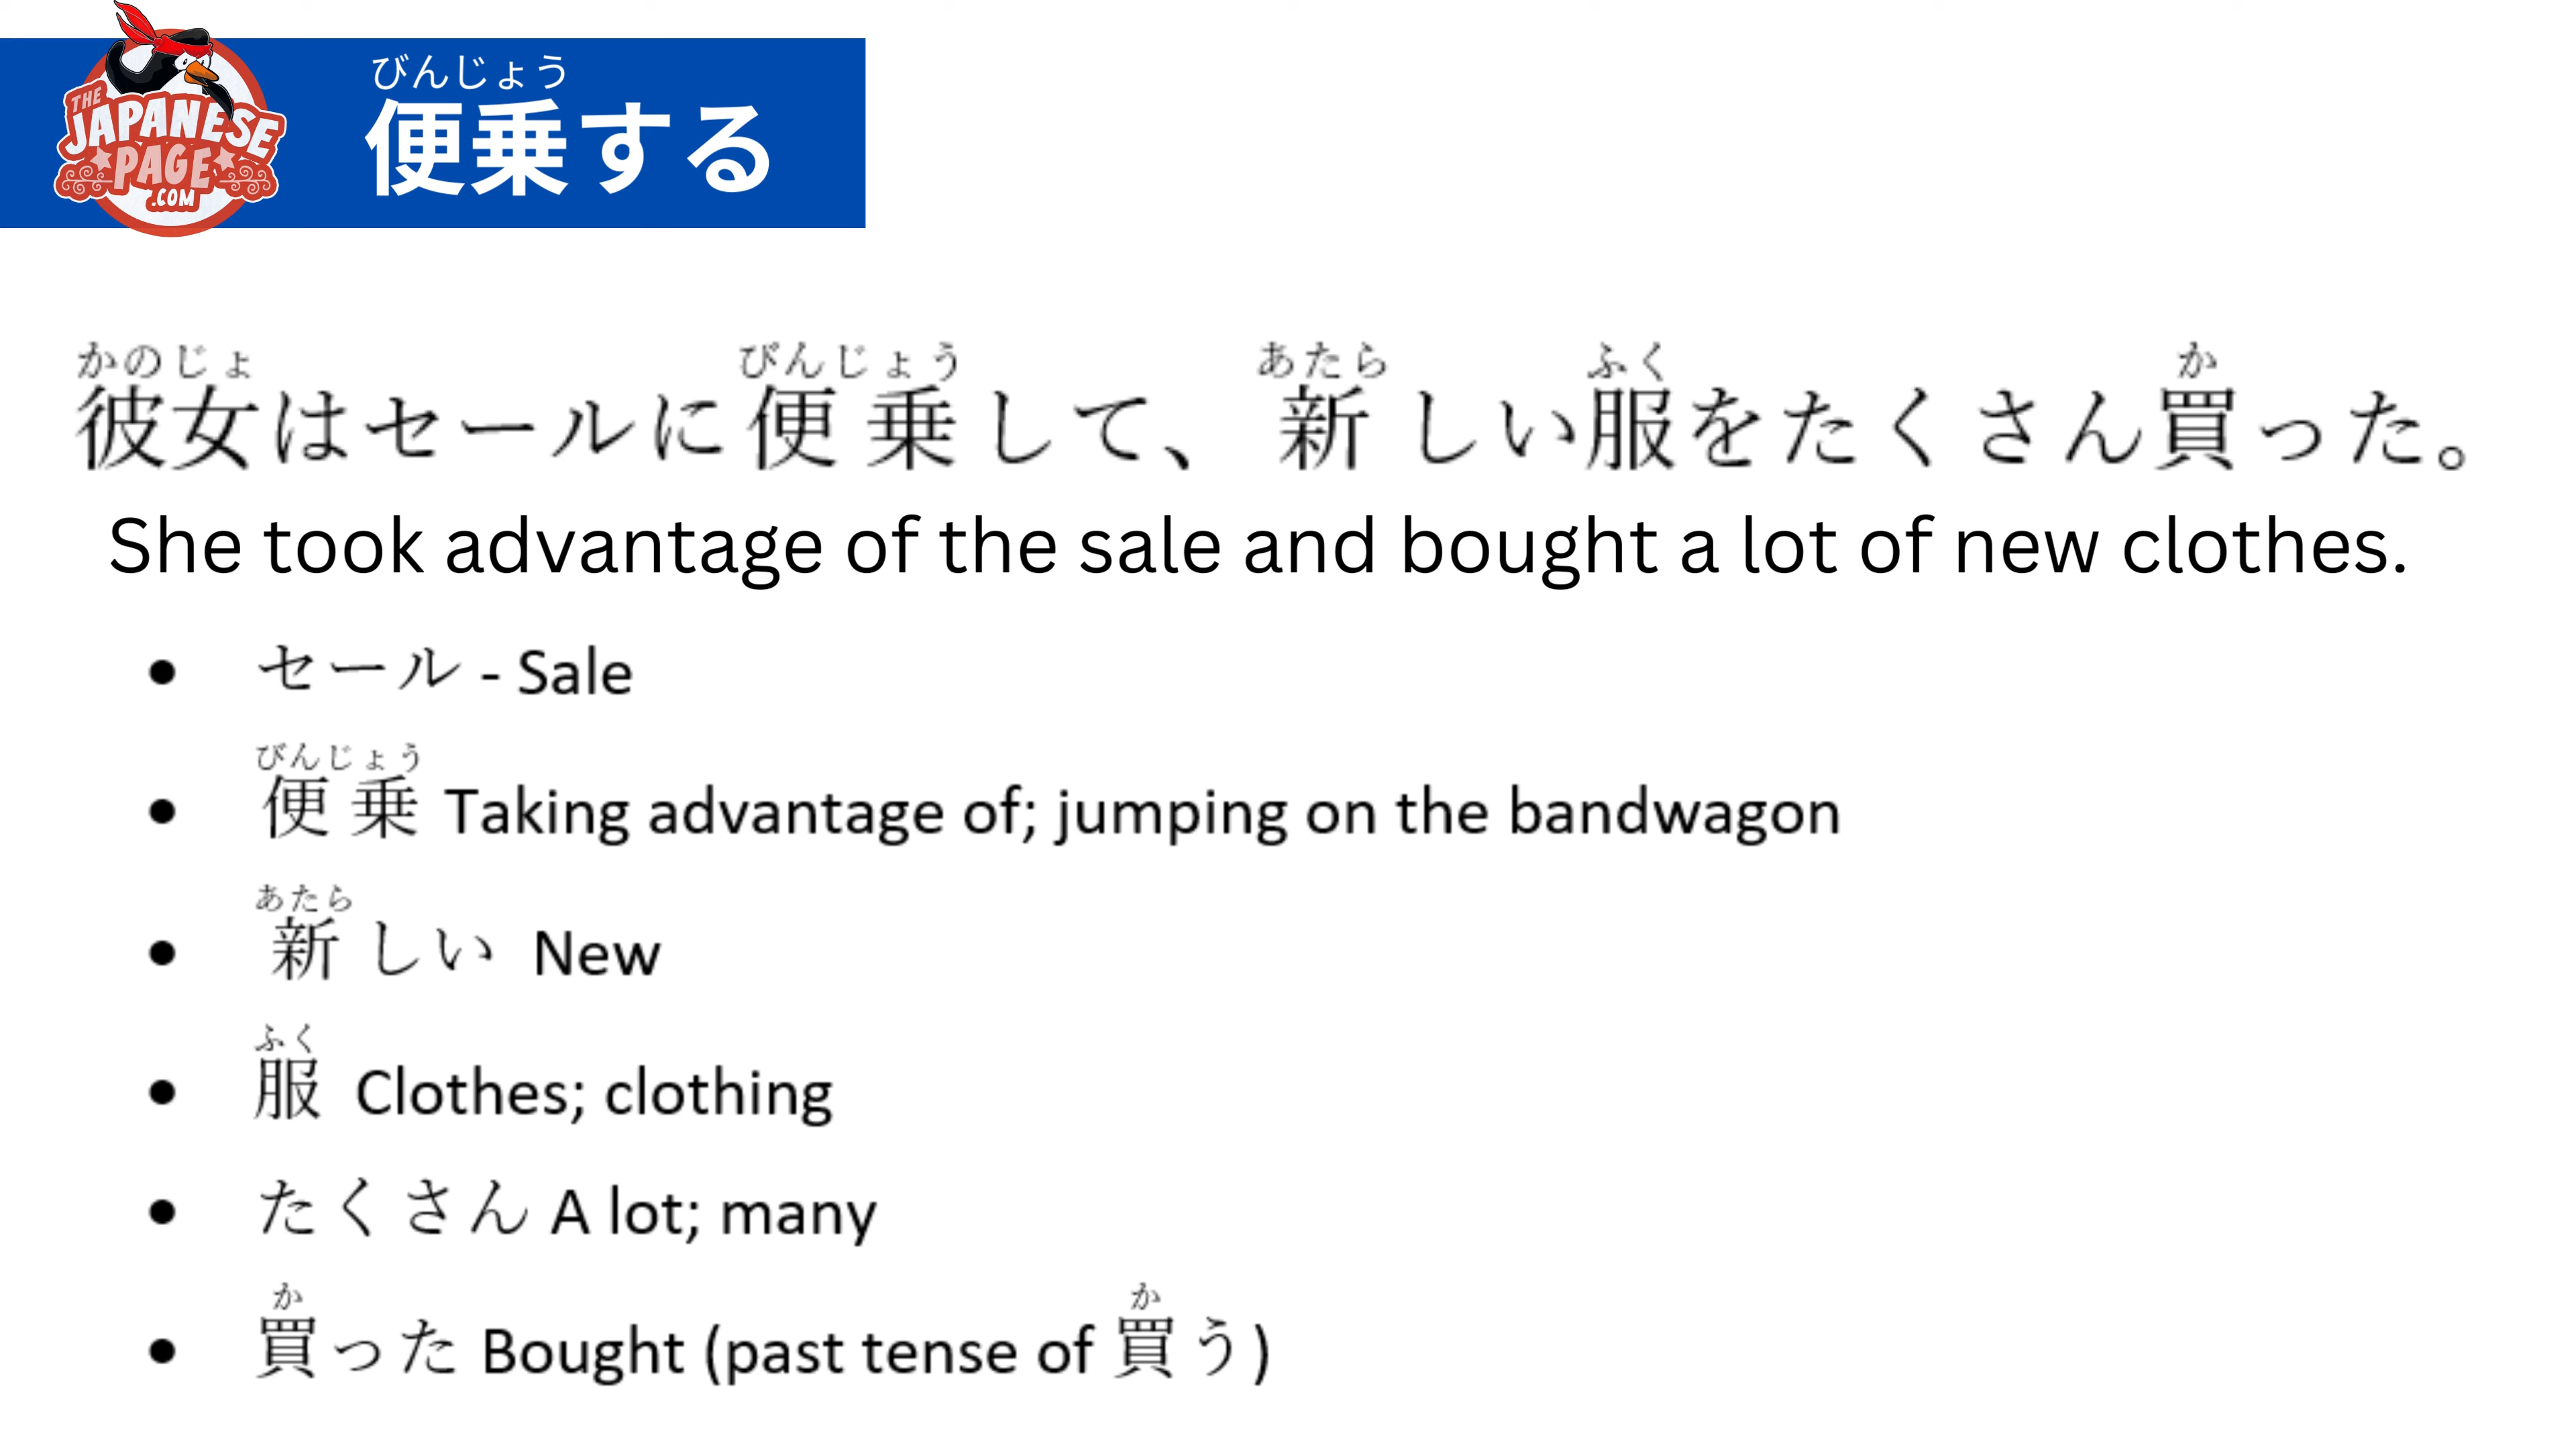 THE
JAPANESE
PAGE
.COM
びんじょう
便乗する
かのじょ びんじょう あたら ふく か
彼女はセールに便乗して、新しい服をたくさん買った。
She took advantage of the sale and bought a lot of new clothes.
• セール - Sale
びんじょう
• 便乗 Taking advantage of; jumping on the bandwagon
あたら
• 新しい New
ふく
• 服 Clothes; clothing
• たくさん A lot; many
か か
• 買った Bought (past tense of 買う)